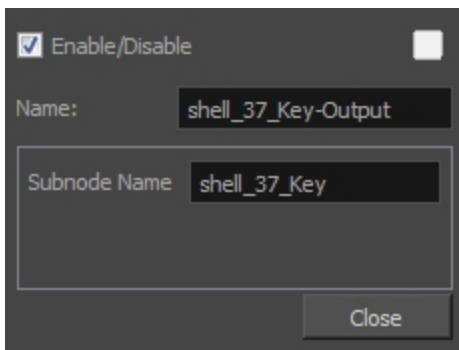 Enable/Disable
Name: shell_37_Key-Output
Subnode Name shell_37_Key
Close